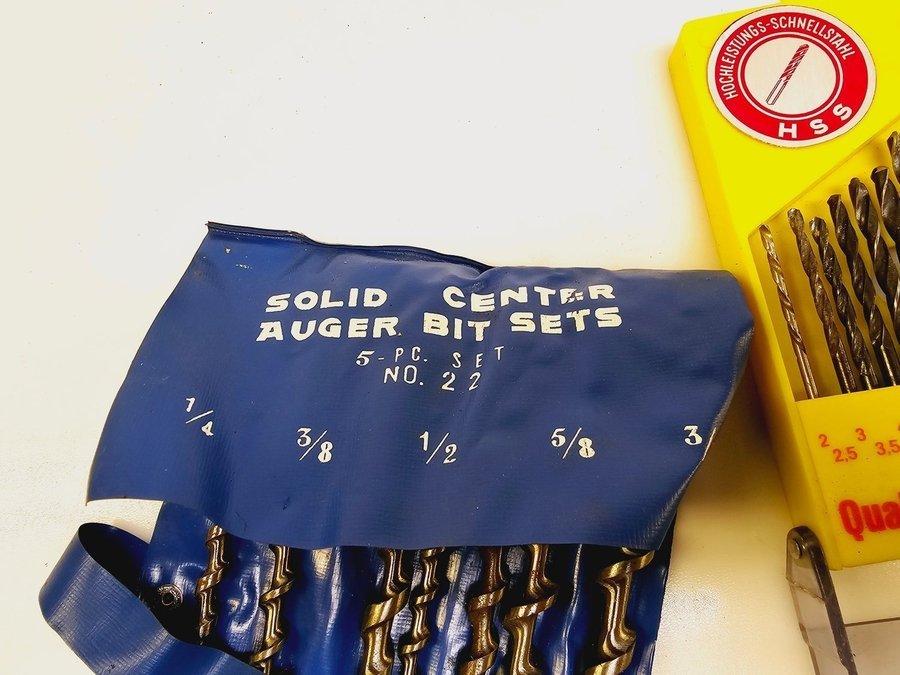 SOLID CENTER
AUGER BIT SETS
5-PC. SET
NO. 22
1/4 3/8 1/2 5/8 3
HOCHLEISTUNGS-SCHNELLSTAHL
HSS
2 3
2,5 3,5
Qua